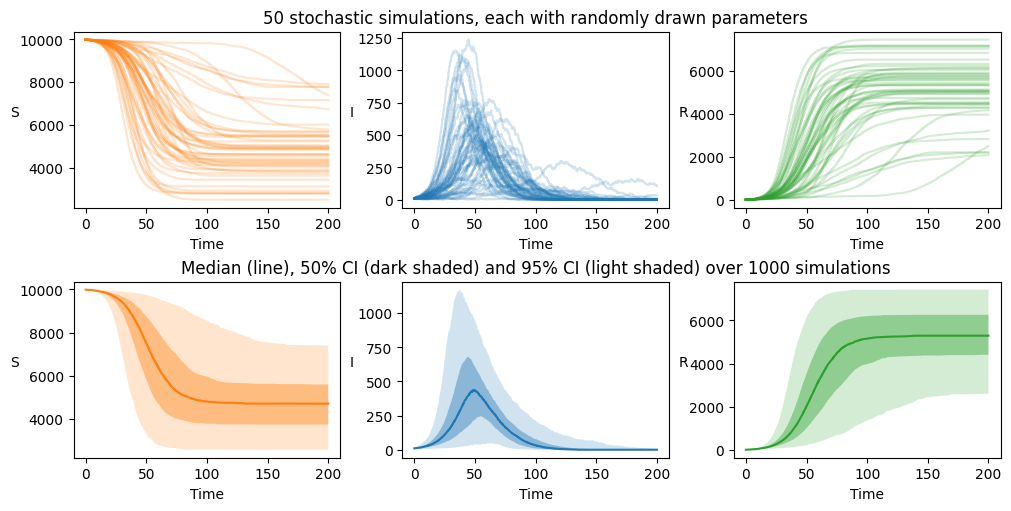 50 stochastic simulations, each with randomly drawn parameters
10000
8000
6000
4000
S
0 50 100 150 200
Time
1250
1000
750
500
250
0
I
0 50 100 150 200
Time
6000
4000
2000
0
R
0 50 100 150 200
Time
Median (line), 50% CI (dark shaded) and 95% CI (light shaded) over 1000 simulations
10000
8000
6000
4000
S
0 50 100 150 200
Time
1000
750
500
250
0
I
0 50 100 150 200
Time
6000
4000
2000
0
R
0 50 100 150 200
Time